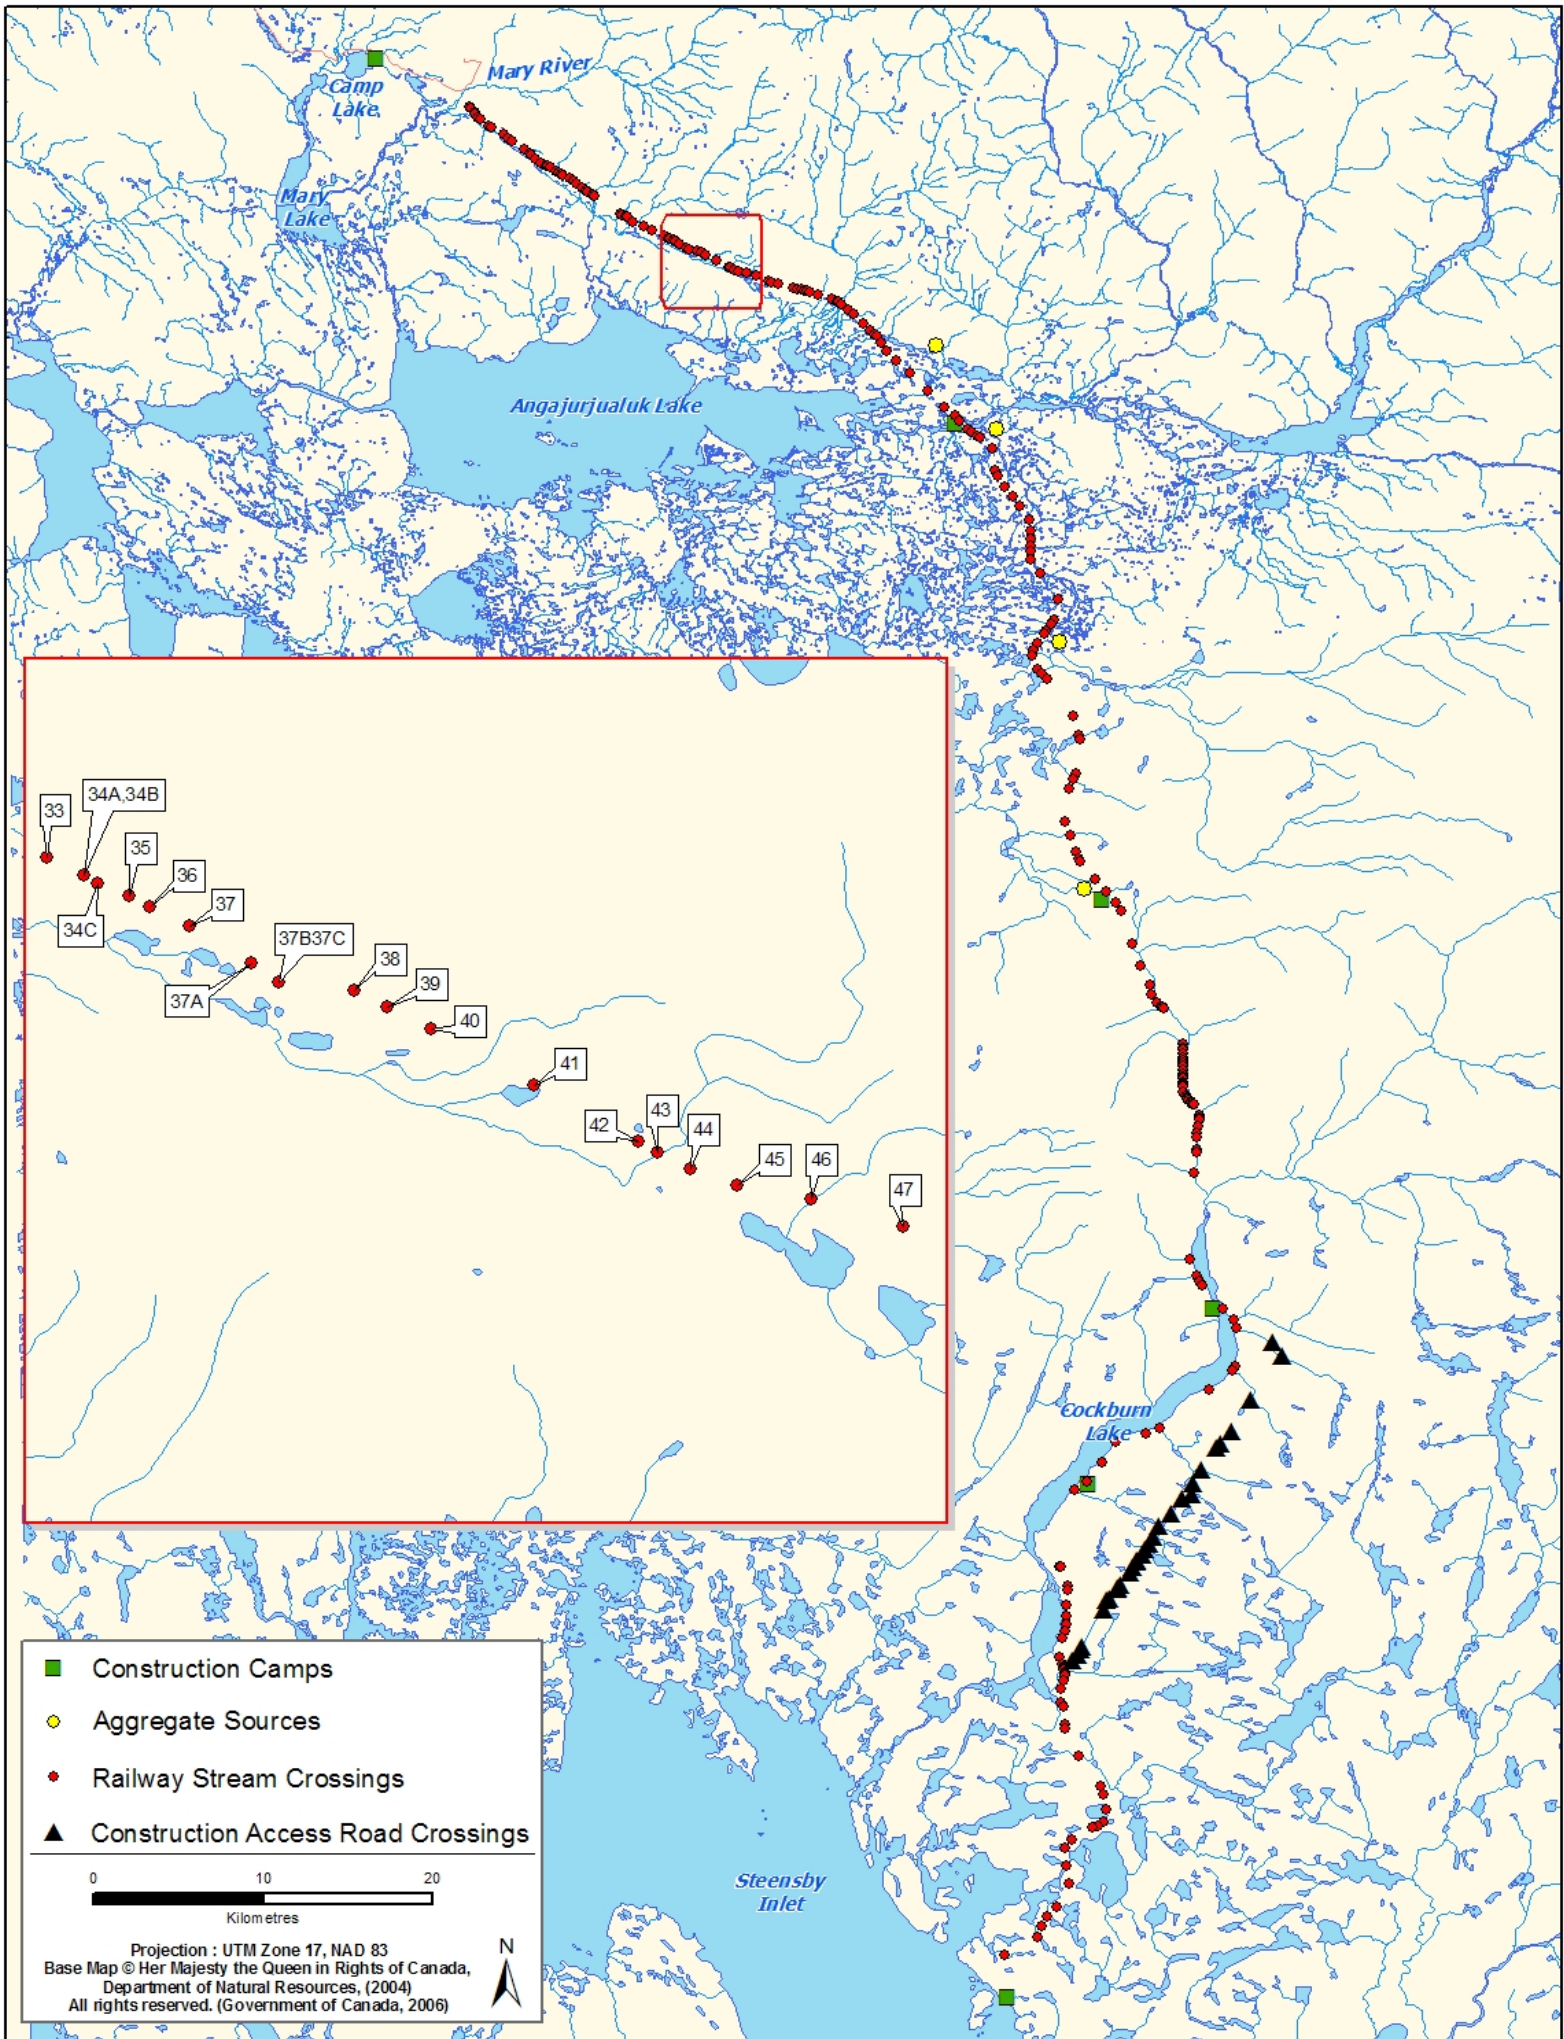 Mary River
Camp
Lake
Mary
Lake
Angajurjualuk Lake
33
34A,34B
35
36
34C
37
37B37C
38
37A
39
40
41
42
43
44
45
46
47
Cockburn
Lake
Steensby
Inlet
Construction Camps
Aggregate Sources
Railway Stream Crossings
Construction Access Road Crossings
0 10 20
Kilometres
Projection : UTM Zone 17, NAD 83
Base Map © Her Majesty the Queen in Rights of Canada,
Department of Natural Resources, (2004)
All rights reserved. (Government of Canada, 2006)
N